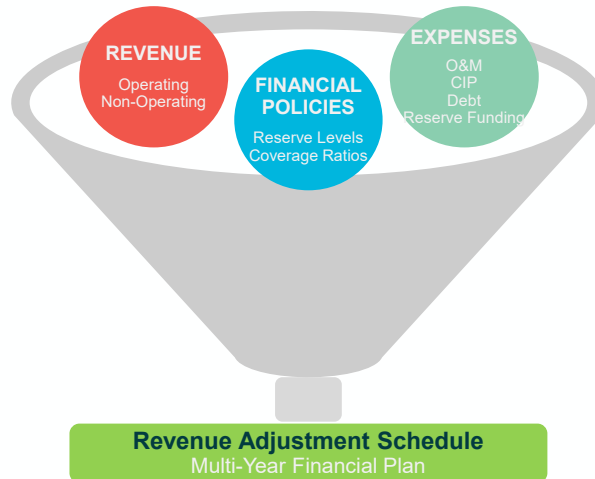 REVENUE
Operating
Non-Operating
FINANCIAL
POLICIES
Reserve Levels
Coverage Ratios
EXPENSES
O&M
CIP
Debt
Reserve Funding
Revenue Adjustment Schedule
Multi-Year Financial Plan